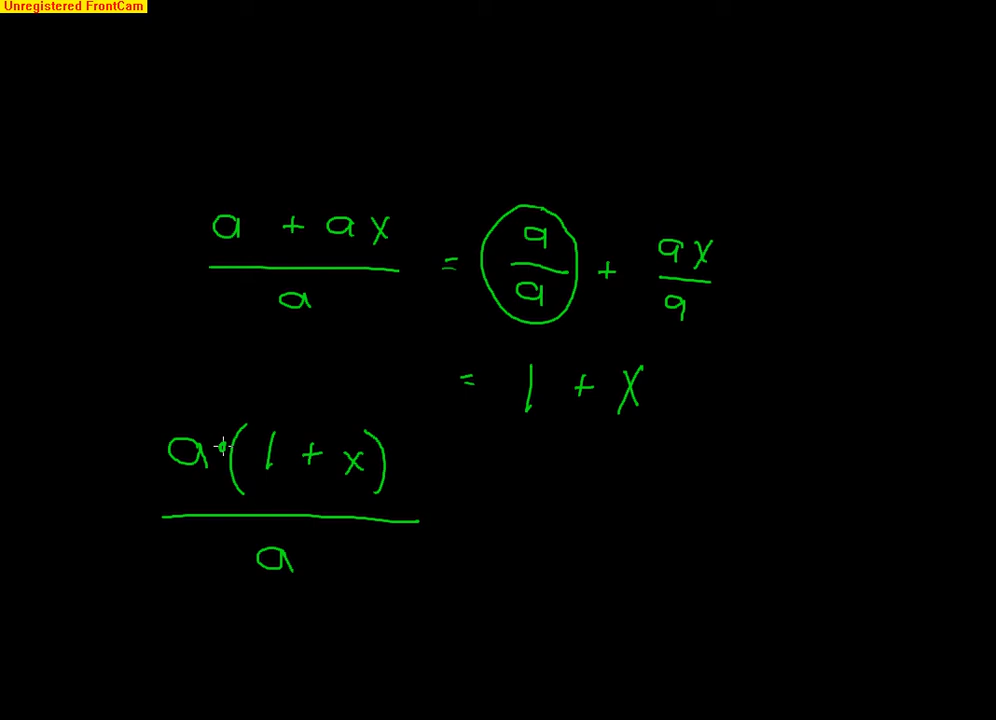 Unregistered FrontCam
(a + ax)/a = a/a + ax/a
= 1 + x
a·(1 + x)/a